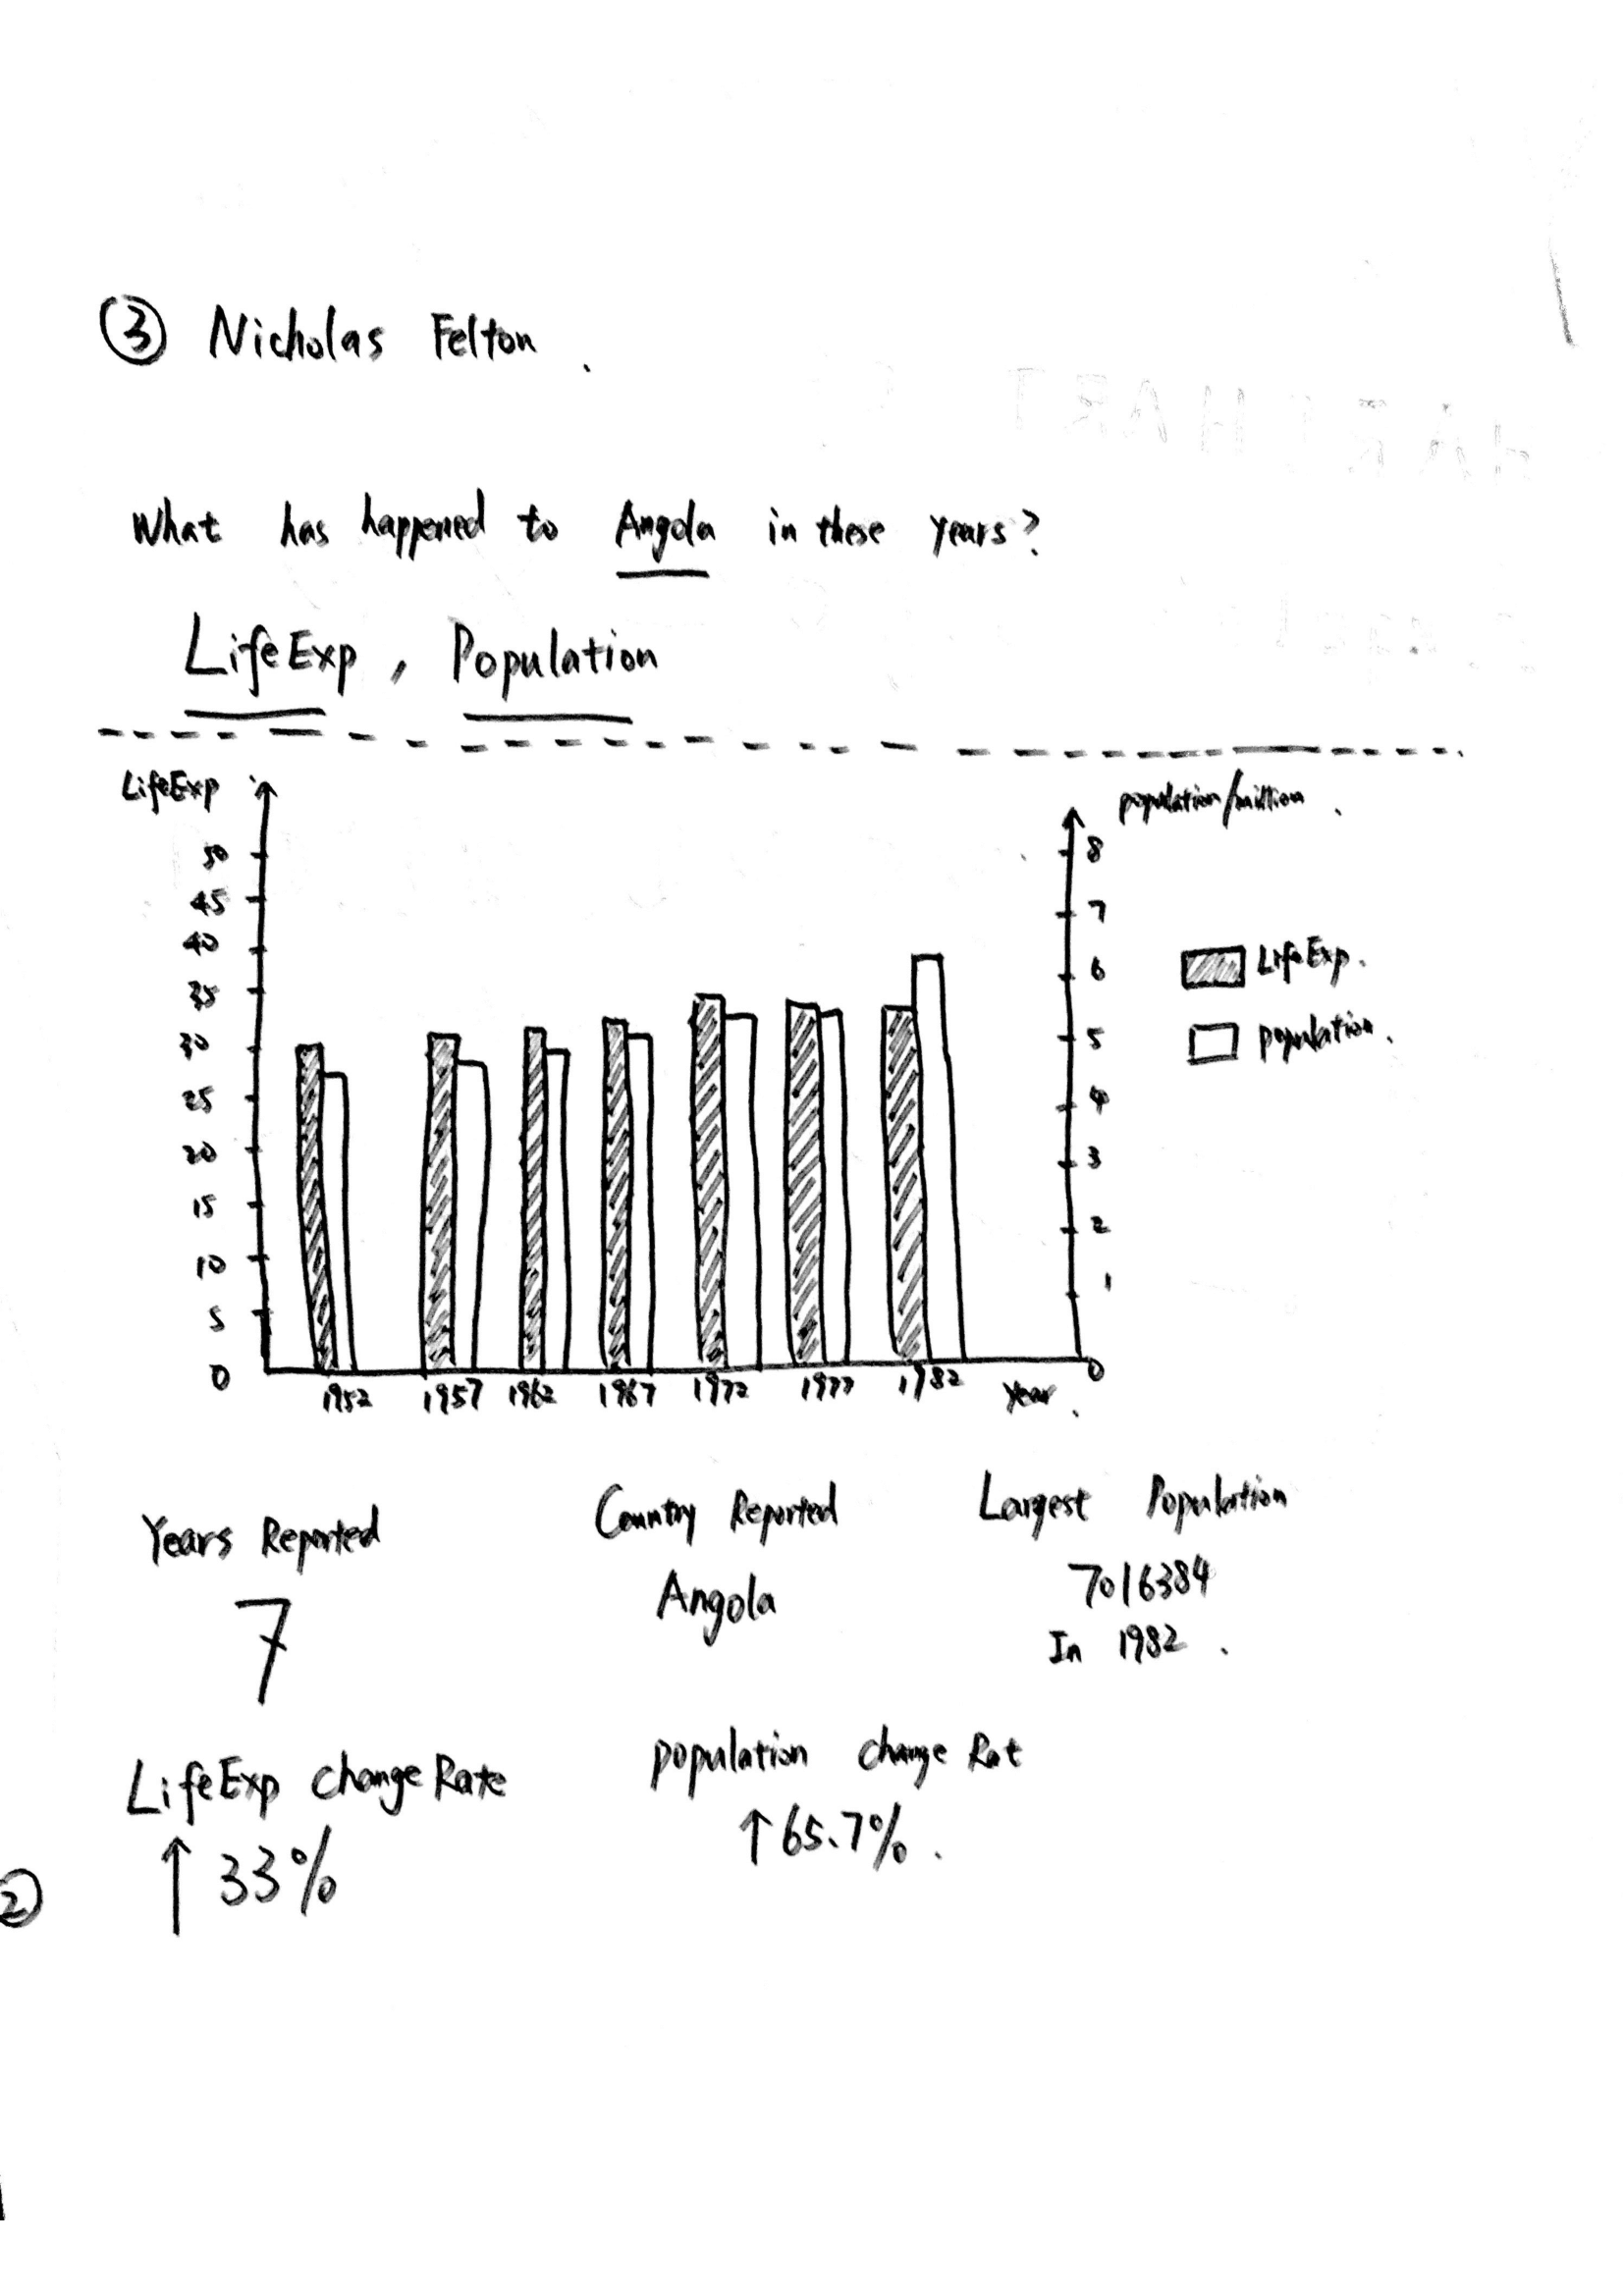 ③ Nicholas Felton .
What has happened to Angola in these years?
LifeExp , Population
LifeExp
population/million .
50
45
40
35
30
25
20
15
10
5
0
8
7
6
5
4
3
2
1
0
LifeExp.
population.
1952 1957 1962 1967 1972 1977 1982 Year .
Years Reported
7
Country Reported
Angola
Largest Population
7016384
In 1982 .
LifeExp change Rate
↑ 33%
population change Rat
↑ 65.7% .
②